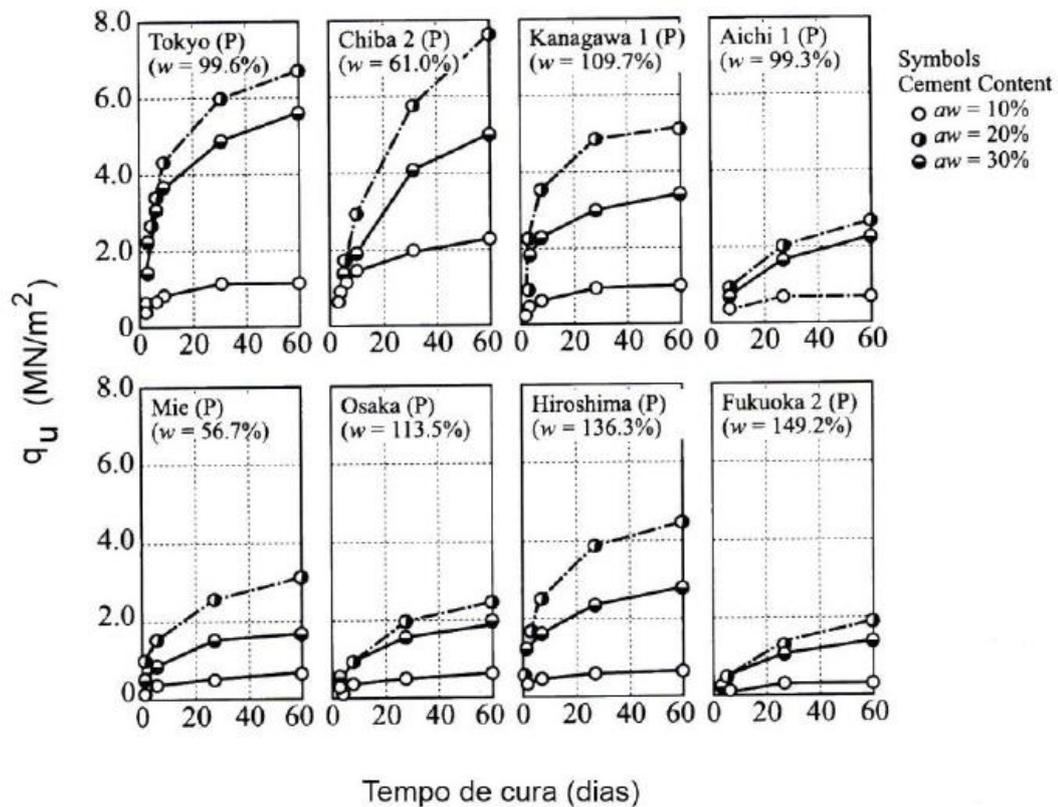 8.0
6.0
4.0
2.0
0
Tokyo (P)
(w = 99.6%)
Chiba 2 (P)
(w = 61.0%)
Kanagawa 1 (P)
(w = 109.7%)
Aichi 1 (P)
(w = 99.3%)
Symbols
Cement Content
aw = 10%
aw = 20%
aw = 30%
0 20 40 60
0 20 40 60
0 20 40 60
0 20 40 60
qu (MN/m²)
8.0
6.0
4.0
2.0
0
Mie (P)
(w = 56.7%)
Osaka (P)
(w = 113.5%)
Hiroshima (P)
(w = 136.3%)
Fukuoka 2 (P)
(w = 149.2%)
0 20 40 60
0 20 40 60
0 20 40 60
0 20 40 60
Tempo de cura (dias)